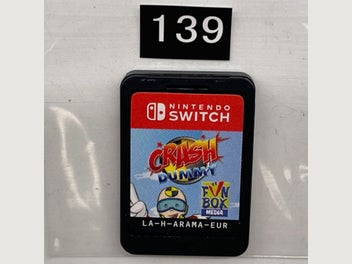 139
NINTENDO
SWITCH
CRASH
DUMMY
FUN
BOX
MEDIA
LA-H-ARAMA-EUR